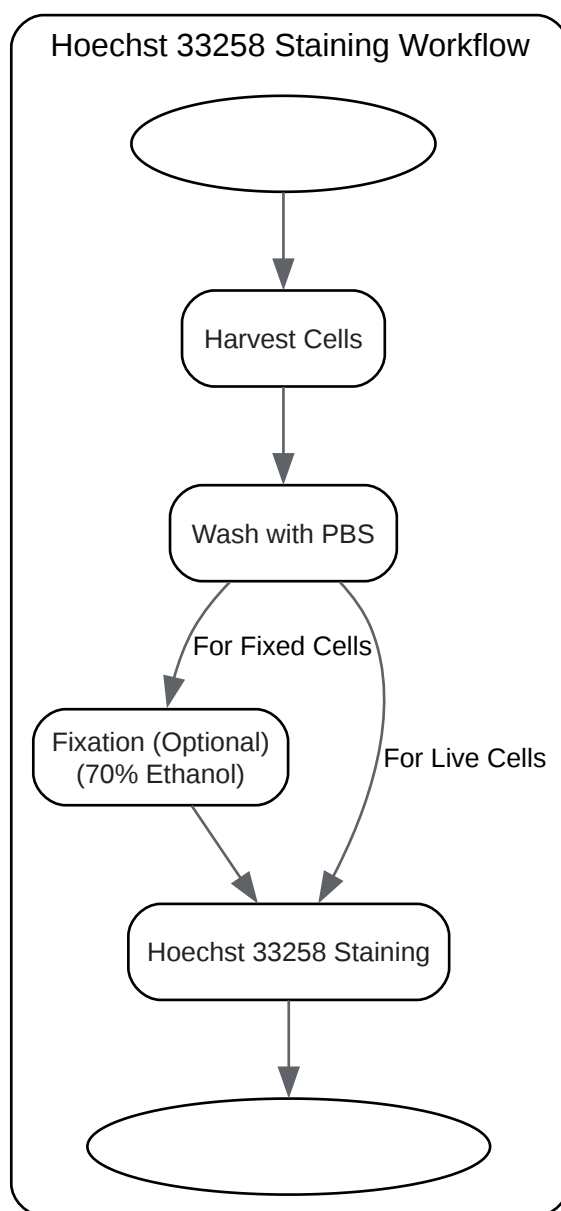 Hoechst 33258 Staining Workflow
Harvest Cells
Wash with PBS
For Fixed Cells
Fixation (Optional)
(70% Ethanol)
For Live Cells
Hoechst 33258 Staining